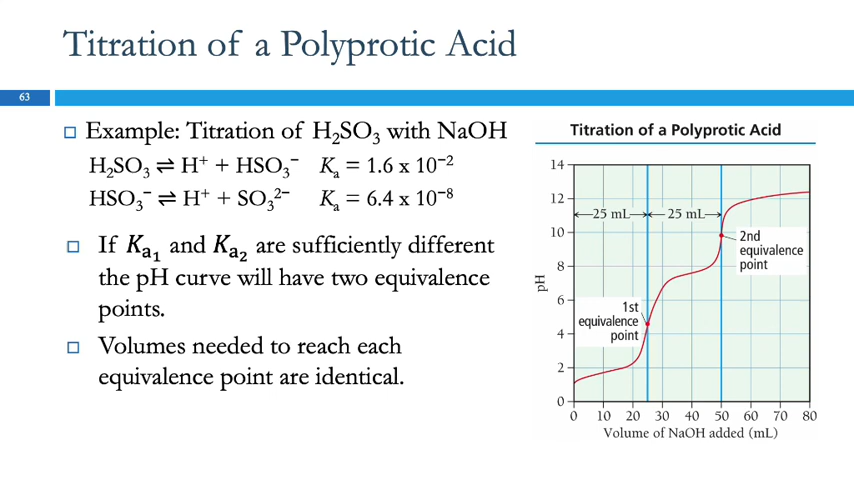 Titration of a Polyprotic Acid
63
□ Example: Titration of H₂SO₃ with NaOH
H₂SO₃ ⇌ H⁺ + HSO₃⁻ Kₐ = 1.6 x 10⁻²
HSO₃⁻ ⇌ H⁺ + SO₃²⁻ Kₐ = 6.4 x 10⁻⁸
□ If Kₐ₁ and Kₐ₂ are sufficiently different
the pH curve will have two equivalence
points.
□ Volumes needed to reach each
equivalence point are identical.
Titration of a Polyprotic Acid
14
12
10
8
6
4
2
0
pH
25 mL
25 mL
2nd
equivalence
point
1st
equivalence
point
0 10 20 30 40 50 60 70 80
Volume of NaOH added (mL)